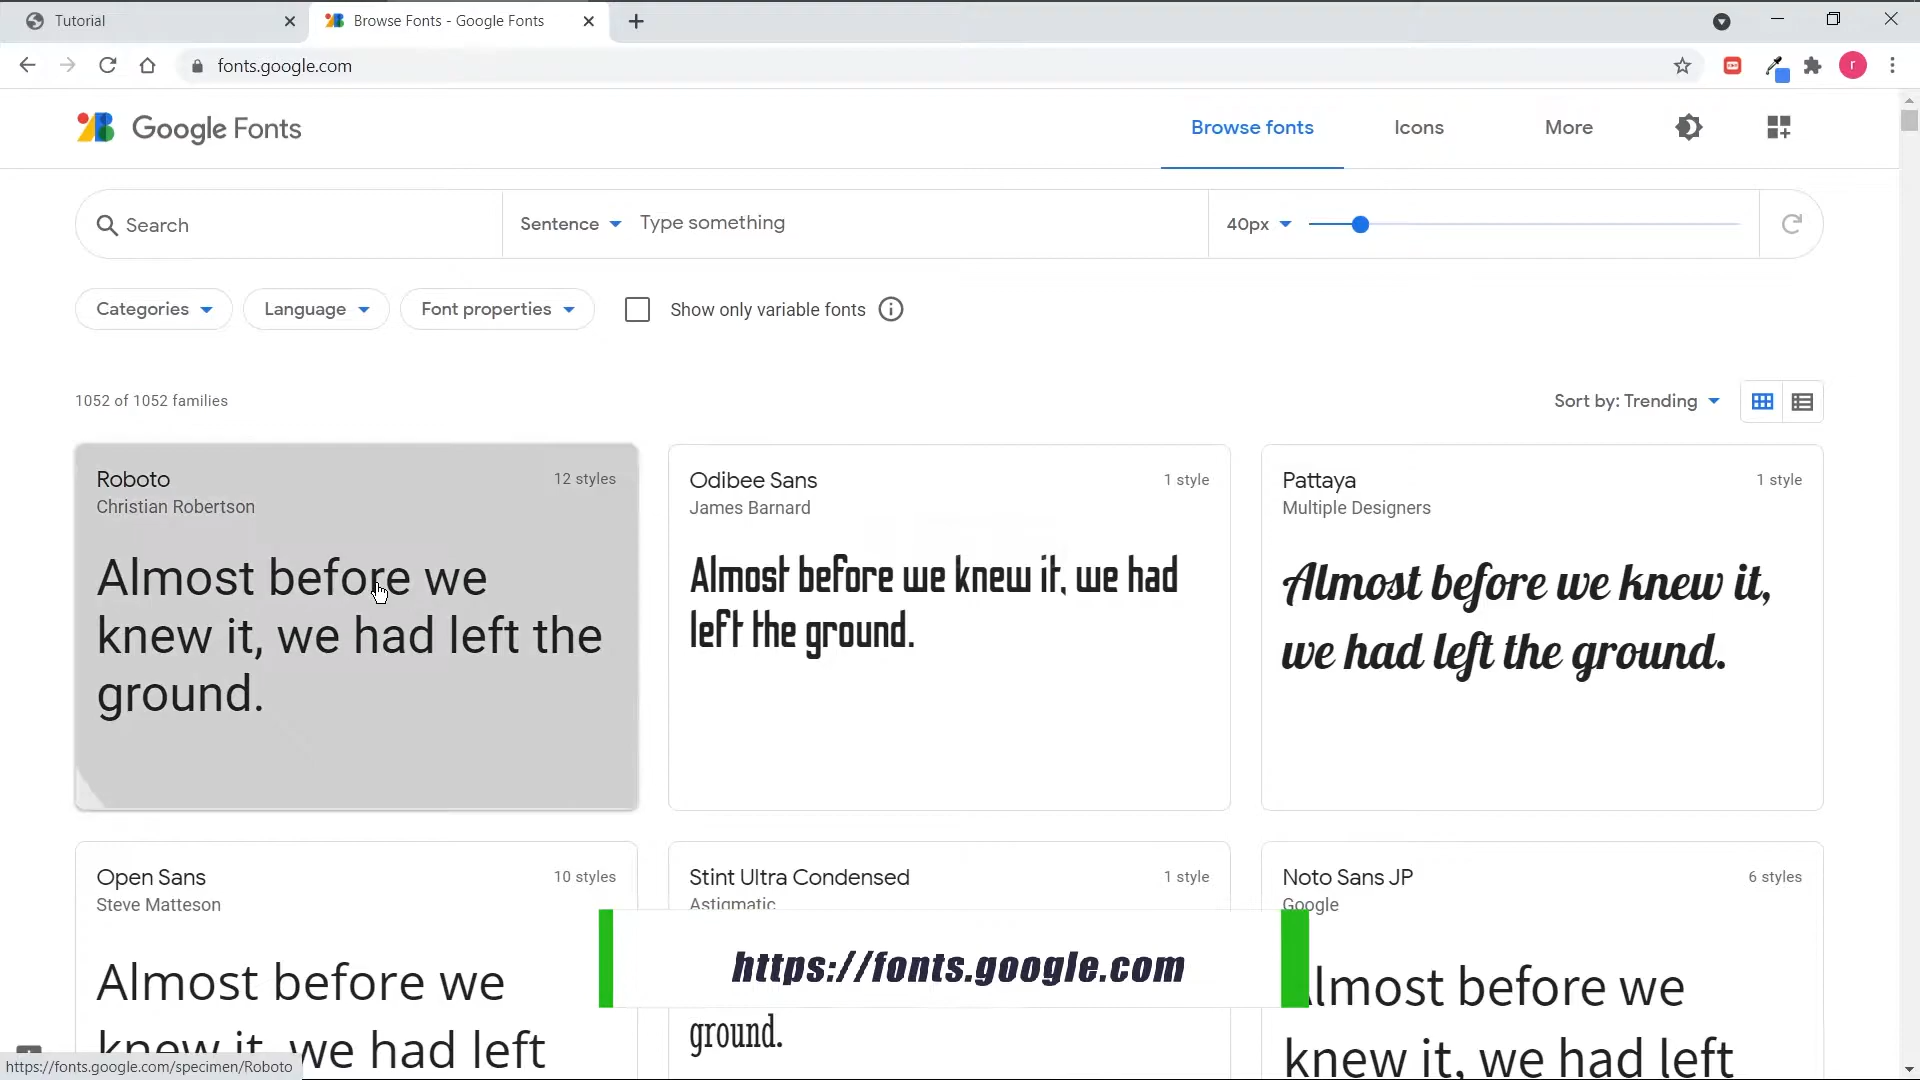 Tutorial
Browse Fonts - Google Fonts
fonts.google.com
r
Google Fonts
Browse fonts
Icons
More
Search
Sentence
Type something
40px
Categories
Language
Font properties
Show only variable fonts
1052 of 1052 families
Sort by: Trending
Roboto
12 styles
Christian Robertson
Almost before we
knew it, we had left the
ground.
Odibee Sans
1 style
James Barnard
Almost before we knew it, we had
left the ground.
Pattaya
1 style
Multiple Designers
Almost before we knew it,
we had left the ground.
Open Sans
10 styles
Steve Matteson
Almost before we
knew it, we had left
Stint Ultra Condensed
1 style
Astigmatic
ground.
Noto Sans JP
6 styles
Google
Almost before we
knew it, we had left
https://fonts.google.com
https://fonts.google.com/specimen/Roboto